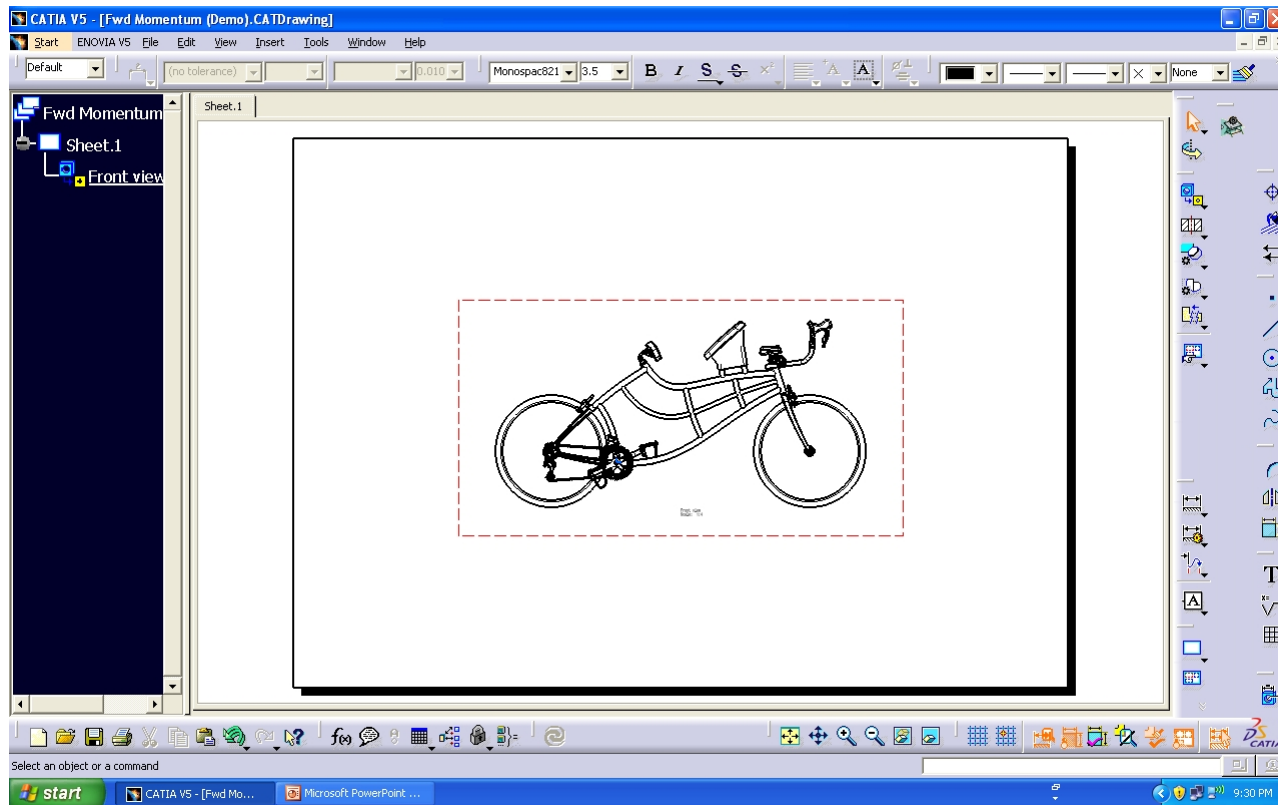 CATIA V5 - [Fwd Momentum (Demo).CATDrawing]
Start ENOVIA V5 File Edit View Insert Tools Window Help
Default (no tolerance) 0.010 Monospac821 3.5 B I S S None
Sheet.1
Fwd Momentum
Sheet.1
Front view
Select an object or a command
start CATIA V5 - [Fwd Mo... Microsoft PowerPoint ... 9:30 PM